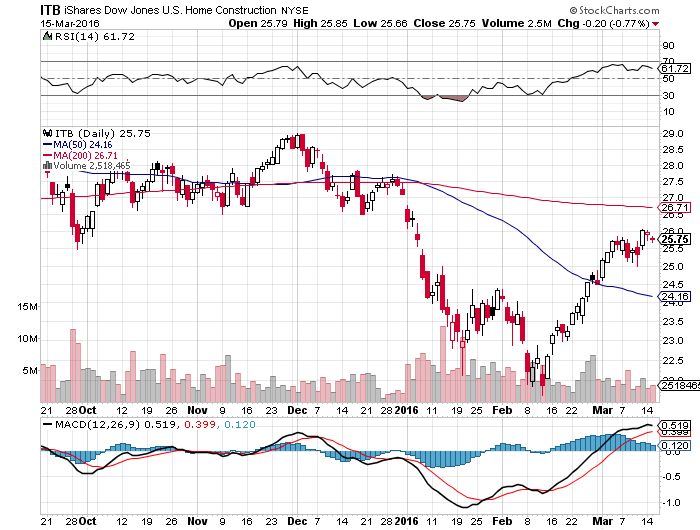 ITB iShares Dow Jones U.S. Home Construction NYSE © StockCharts.com
15-Mar-2016 Open 25.79 High 25.85 Low 25.66 Close 25.75 Volume 2.5M Chg -0.20 (-0.77%)
RSI(14) 61.72
90
70
61.72
50
30
10
ITB (Daily) 25.75
MA(50) 24.16
MA(200) 26.71
Volume 2,518,465
29.0
28.5
28.0
27.5
27.0
26.71
26.0
25.75
25.0
24.5
24.16
23.5
23.0
22.5
22.0
15M
10M
5M
2518465
21 28 Oct 12 19 26 Nov 9 16 23 Dec 7 14 21 28 2016 11 19 25 Feb 8 16 22 Mar 7 14
MACD(12,26,9) 0.519, 0.399, 0.120
0.519
0.399
0.120
0.0
-0.5
-1.0
21 28 Oct 12 19 26 Nov 9 16 23 Dec 7 14 21 28 2016 11 19 25 Feb 8 16 22 Mar 7 14